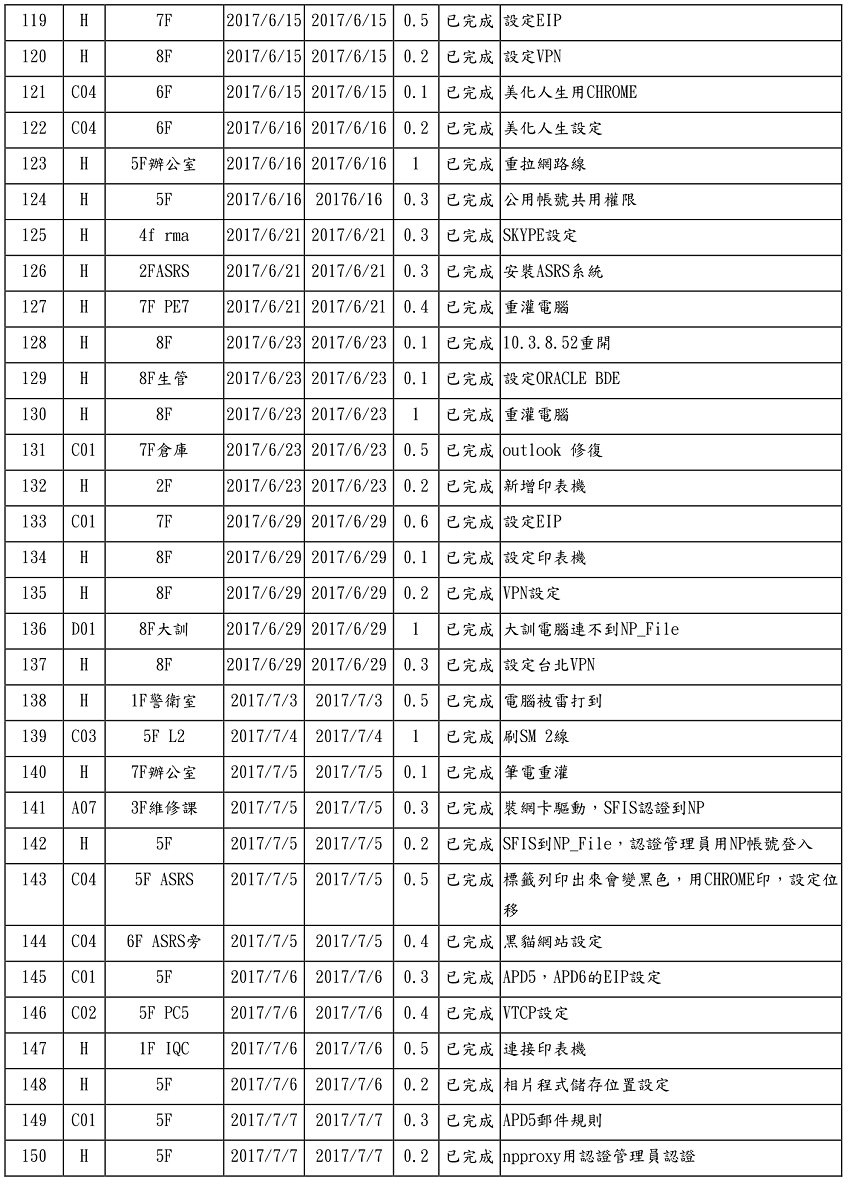 119 H 7F 2017/6/15 2017/6/15 0.5 已完成 設定EIP
120 H 8F 2017/6/15 2017/6/15 0.2 已完成 設定VPN
121 C04 6F 2017/6/15 2017/6/15 0.1 已完成 美化人生用CHROME
122 C04 6F 2017/6/16 2017/6/16 0.2 已完成 美化人生設定
123 H 5F辦公室 2017/6/16 2017/6/16 1 已完成 重拉網路線
124 H 5F 2017/6/16 20176/16 0.3 已完成 公用帳號共用權限
125 H 4f rma 2017/6/21 2017/6/21 0.3 已完成 SKYPE設定
126 H 2FASRS 2017/6/21 2017/6/21 0.3 已完成 安裝ASRS系統
127 H 7F PE7 2017/6/21 2017/6/21 0.4 已完成 重灌電腦
128 H 8F 2017/6/23 2017/6/23 0.1 已完成 10.3.8.52重開
129 H 8F生管 2017/6/23 2017/6/23 0.1 已完成 設定ORACLE BDE
130 H 8F 2017/6/23 2017/6/23 1 已完成 重灌電腦
131 C01 7F倉庫 2017/6/23 2017/6/23 0.5 已完成 outlook 修復
132 H 2F 2017/6/23 2017/6/23 0.2 已完成 新增印表機
133 C01 7F 2017/6/29 2017/6/29 0.6 已完成 設定EIP
134 H 8F 2017/6/29 2017/6/29 0.1 已完成 設定印表機
135 H 8F 2017/6/29 2017/6/29 0.2 已完成 VPN設定
136 D01 8F大訓 2017/6/29 2017/6/29 1 已完成 大訓電腦連不到NP_File
137 H 8F 2017/6/29 2017/6/29 0.3 已完成 設定台北VPN
138 H 1F警衛室 2017/7/3 2017/7/3 0.5 已完成 電腦被雷打到
139 C03 5F L2 2017/7/4 2017/7/4 1 已完成 刷SM 2線
140 H 7F辦公室 2017/7/5 2017/7/5 0.1 已完成 筆電重灌
141 A07 3F維修課 2017/7/5 2017/7/5 0.3 已完成 裝網卡驅動，SFIS認證到NP
142 H 5F 2017/7/5 2017/7/5 0.2 已完成 SFIS到NP_File，認證管理員用NP帳號登入
143 C04 5F ASRS 2017/7/5 2017/7/5 0.5 已完成 標籤列印出來會變黑色，用CHROME印，設定位
移
144 C04 6F ASRS旁 2017/7/5 2017/7/5 0.4 已完成 黑貓網站設定
145 C01 5F 2017/7/6 2017/7/6 0.3 已完成 APD5，APD6的EIP設定
146 C02 5F PC5 2017/7/6 2017/7/6 0.4 已完成 VTCP設定
147 H 1F IQC 2017/7/6 2017/7/6 0.5 已完成 連接印表機
148 H 5F 2017/7/6 2017/7/6 0.2 已完成 相片程式儲存位置設定
149 C01 5F 2017/7/7 2017/7/7 0.3 已完成 APD5郵件規則
150 H 5F 2017/7/7 2017/7/7 0.2 已完成 npproxy用認證管理員認證